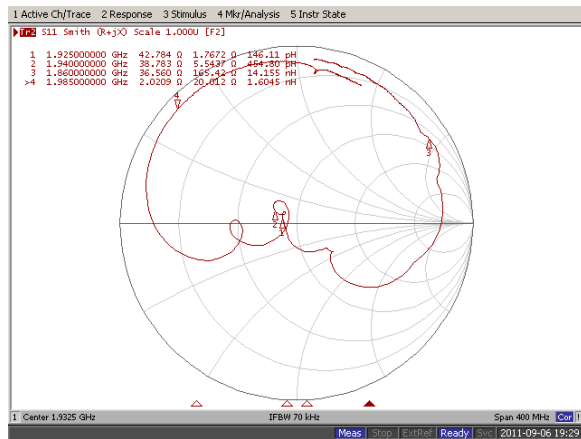 1 Active Ch/Trace 2 Response 3 Stimulus 4 Mkr/Analysis 5 Instr State
Tr2 S11 Smith (R+jX) Scale 1.000U [F2]
1 1.925000000 GHz 42.784 Ω 1.7672 Ω 146.11 pH
2 1.940000000 GHz 38.783 Ω 5.5437 Ω 454.80 pH
3 1.860000000 GHz 36.560 Ω 165.42 Ω 14.155 nH
>4 1.985000000 GHz 2.0209 Ω 20.012 Ω 1.6045 nH
4
3
2
1
1 Center 1.9325 GHz IFBW 70 kHz Span 400 MHz Cor !
Meas Stop ExtRef Ready Svc 2011-09-06 19:29